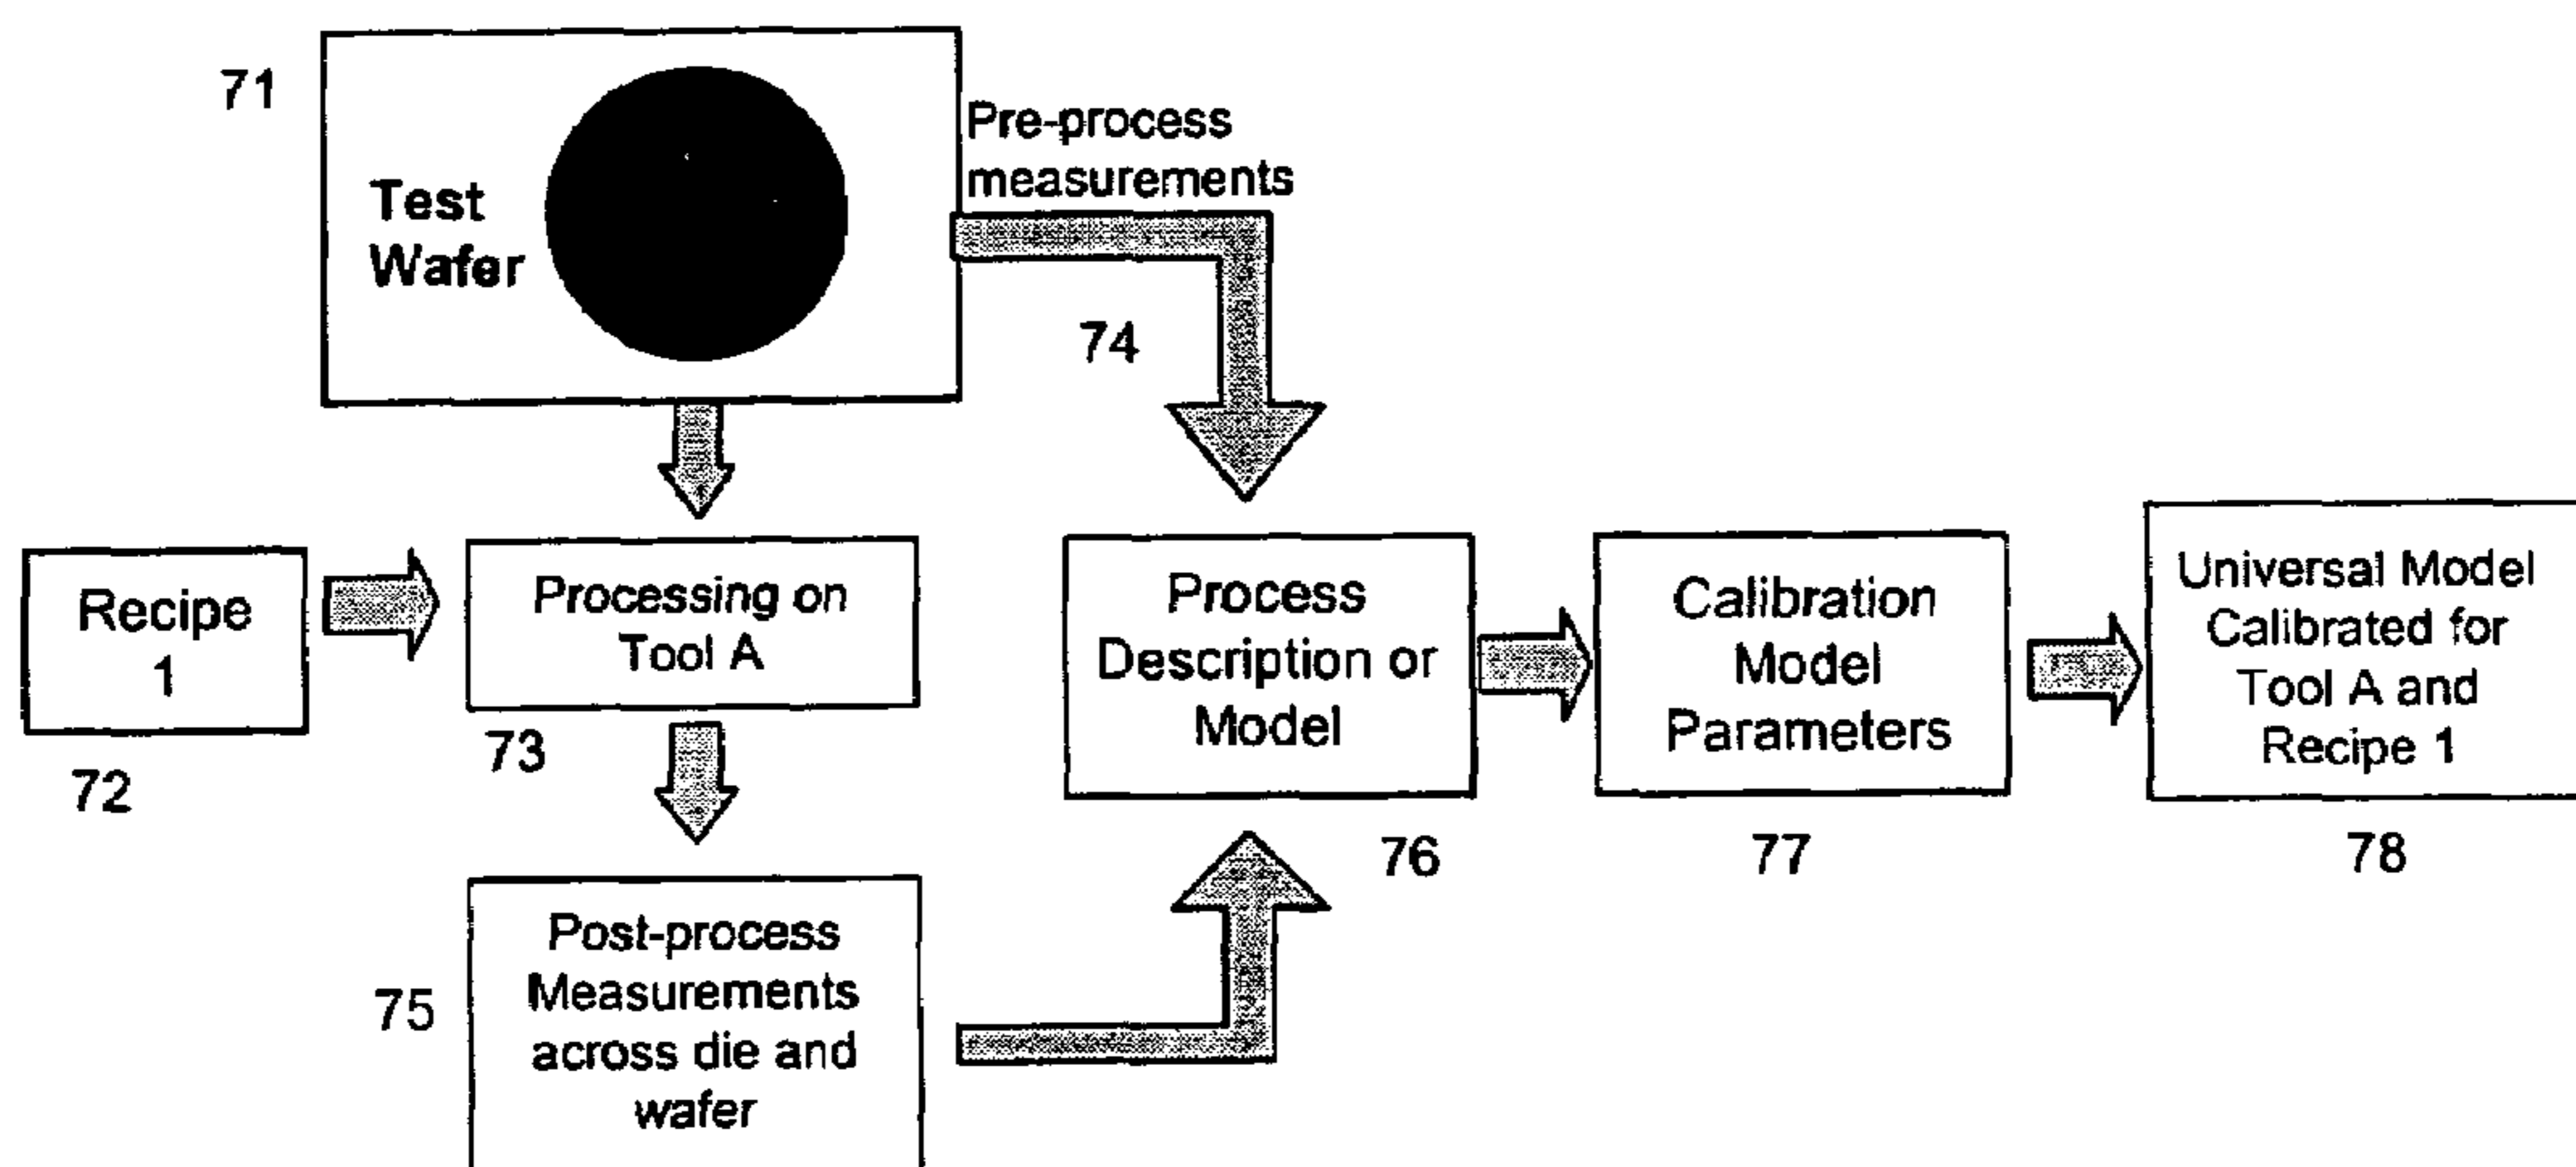 71
Test
Wafer
Pre-process
measurements
74
Recipe
1
72
Processing on
Tool A
73
Post-process
Measurements
across die and
wafer
75
Process
Description or
Model
76
Calibration
Model
Parameters
77
Universal Model
Calibrated for
Tool A and
Recipe 1
78